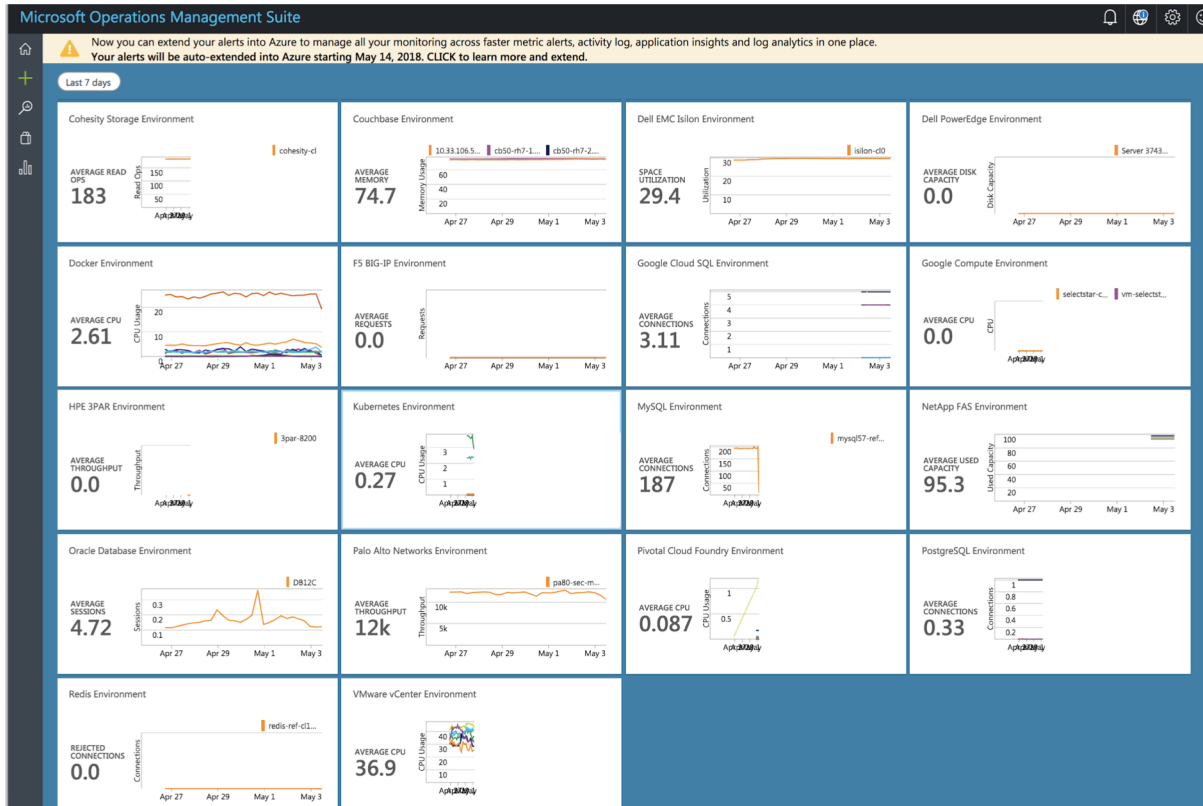 Microsoft Operations Management Suite
Now you can extend your alerts into Azure to manage all your monitoring across faster metric alerts, activity log, application insights and log analytics in one place.
Your alerts will be auto-extended into Azure starting May 14, 2018. CLICK to learn more and extend.
Last 7 days
Cohesity Storage Environment
cohesity-cl
AVERAGE READ
OPS
183
Read Ops
150
100
50
Couchbase Environment
10.33.106.5... cb50-rh7-1.... cb50-rh7-2....
AVERAGE
MEMORY
74.7
Memory Usage
60
40
20
Apr 27 Apr 29 May 1 May 3
Dell EMC Isilon Environment
isilon-cl0
SPACE
UTILIZATION
29.4
Utilization
30
20
10
Apr 27 Apr 29 May 1 May 3
Dell PowerEdge Environment
Server 3743...
AVERAGE DISK
CAPACITY
0.0
Disk Capacity
Apr 27 Apr 29 May 1 May 3
Docker Environment
AVERAGE CPU
2.61
CPU Usage
20
10
0
Apr 27 Apr 29 May 1 May 3
F5 BIG-IP Environment
AVERAGE
REQUESTS
0.0
Requests
Apr 27 Apr 29 May 1 May 3
Google Cloud SQL Environment
AVERAGE
CONNECTIONS
3.11
Connections
5
4
3
2
1
Apr 27 Apr 29 May 1 May 3
Google Compute Environment
selectstar-c... vm-selectst...
AVERAGE CPU
0.0
CPU
HPE 3PAR Environment
3par-8200
AVERAGE
THROUGHPUT
0.0
Throughput
Kubernetes Environment
AVERAGE CPU
0.27
CPU Usage
3
2
1
MySQL Environment
mysql57-ref...
AVERAGE
CONNECTIONS
187
Connections
200
150
100
50
NetApp FAS Environment
AVERAGE USED
CAPACITY
95.3
Used Capacity
100
80
60
40
20
Apr 27 Apr 29 May 1 May 3
Oracle Database Environment
DB12C
AVERAGE
SESSIONS
4.72
Sessions
0.3
0.2
0.1
Apr 27 Apr 29 May 1 May 3
Palo Alto Networks Environment
pa80-sec-m...
AVERAGE
THROUGHPUT
12k
Throughput
10k
5k
Apr 27 Apr 29 May 1 May 3
Pivotal Cloud Foundry Environment
AVERAGE CPU
0.087
CPU Usage
1
0.5
PostgreSQL Environment
AVERAGE
CONNECTIONS
0.33
Connections
1
0.8
0.6
0.4
0.2
Redis Environment
redis-ref-cl1...
REJECTED
CONNECTIONS
0.0
Connections
Apr 27 Apr 29 May 1 May 3
VMware vCenter Environment
AVERAGE CPU
36.9
CPU Usage
40
30
20
10